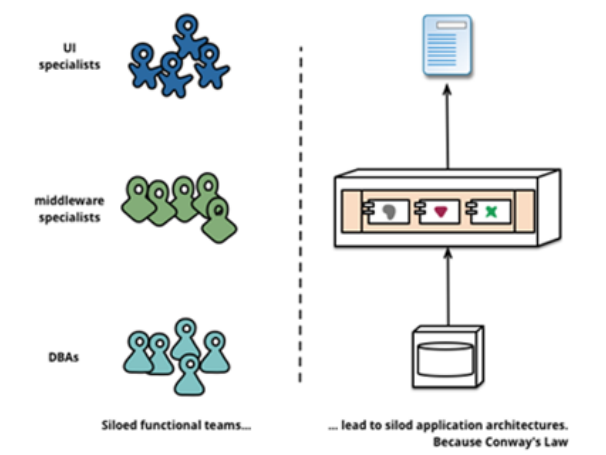 UI
specialists
middleware
specialists
DBAs
Siloed functional teams...
... lead to silod application architectures.
Because Conway's Law